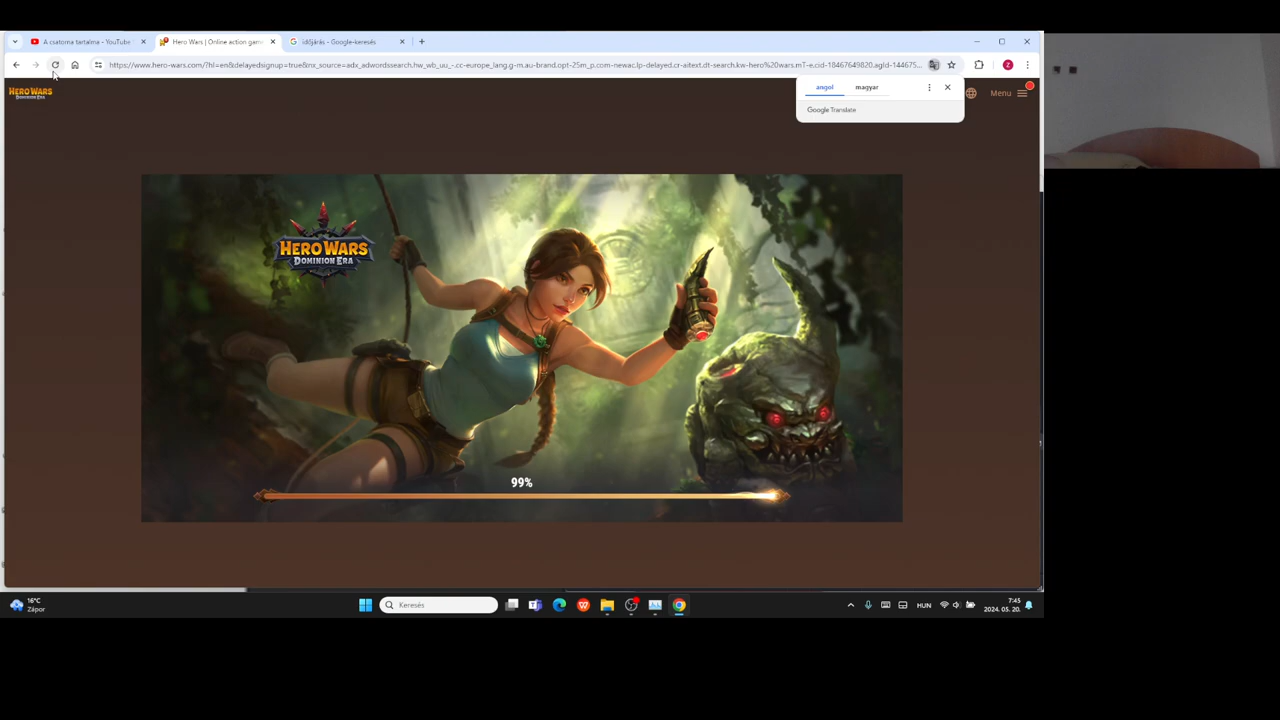 A csatorna tartalma - YouTube
Hero Wars | Online action game
időjárás - Google-keresés
https://www.hero-wars.com/?hl=en&delayedsignup=true&nx_source=adx_adwordssearch.hw_wb_uu_-.cc-europe_lang.g-m.au-brand.opt-25m_p.com-newac.lp-delayed.cr-aitext.dt-search.kw-hero%20wars.mT-e.cid-18467649820.agId-144675...
Z
angol
magyar
Google Translate
HERO WARS
DOMINION ERA
Menu
HERO WARS
DOMINION ERA
99%
16°C
Zápor
Keresés
HUN
7:45
2024. 05. 20.